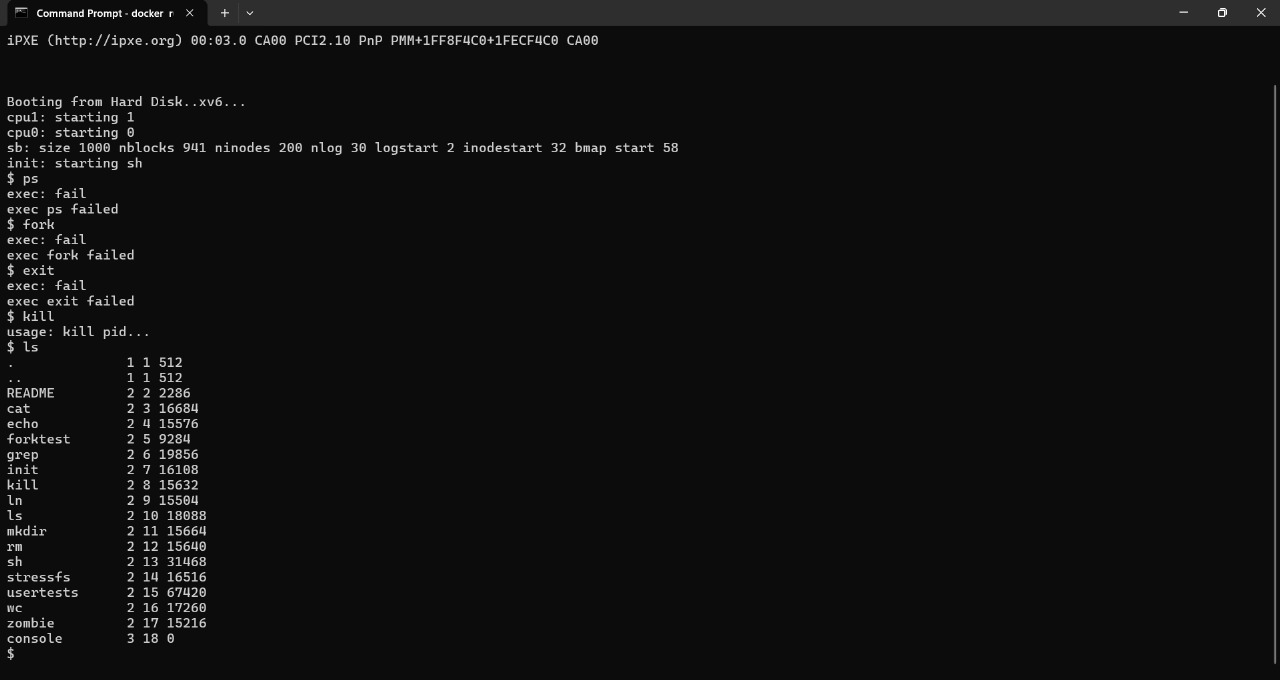 Command Prompt - docker r
iPXE (http://ipxe.org) 00:03.0 CA00 PCI2.10 PnP PMM+1FF8F4C0+1FECF4C0 CA00
Booting from Hard Disk..xv6...
cpu1: starting 1
cpu0: starting 0
sb: size 1000 nblocks 941 ninodes 200 nlog 30 logstart 2 inodestart 32 bmap start 58
init: starting sh
$ ps
exec: fail
exec ps failed
$ fork
exec: fail
exec fork failed
$ exit
exec: fail
exec exit failed
$ kill
usage: kill pid...
$ ls
.              1 1 512
..             1 1 512
README         2 2 2286
cat            2 3 16684
echo           2 4 15576
forktest       2 5 9284
grep           2 6 19856
init           2 7 16108
kill           2 8 15632
ln             2 9 15504
ls             2 10 18088
mkdir          2 11 15664
rm             2 12 15640
sh             2 13 31468
stressfs       2 14 16516
usertests      2 15 67420
wc             2 16 17260
zombie         2 17 15216
console        3 18 0
$